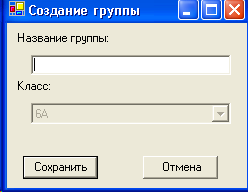 Создание группы
Название группы:
Класс:
6А
Сохранить
Отмена